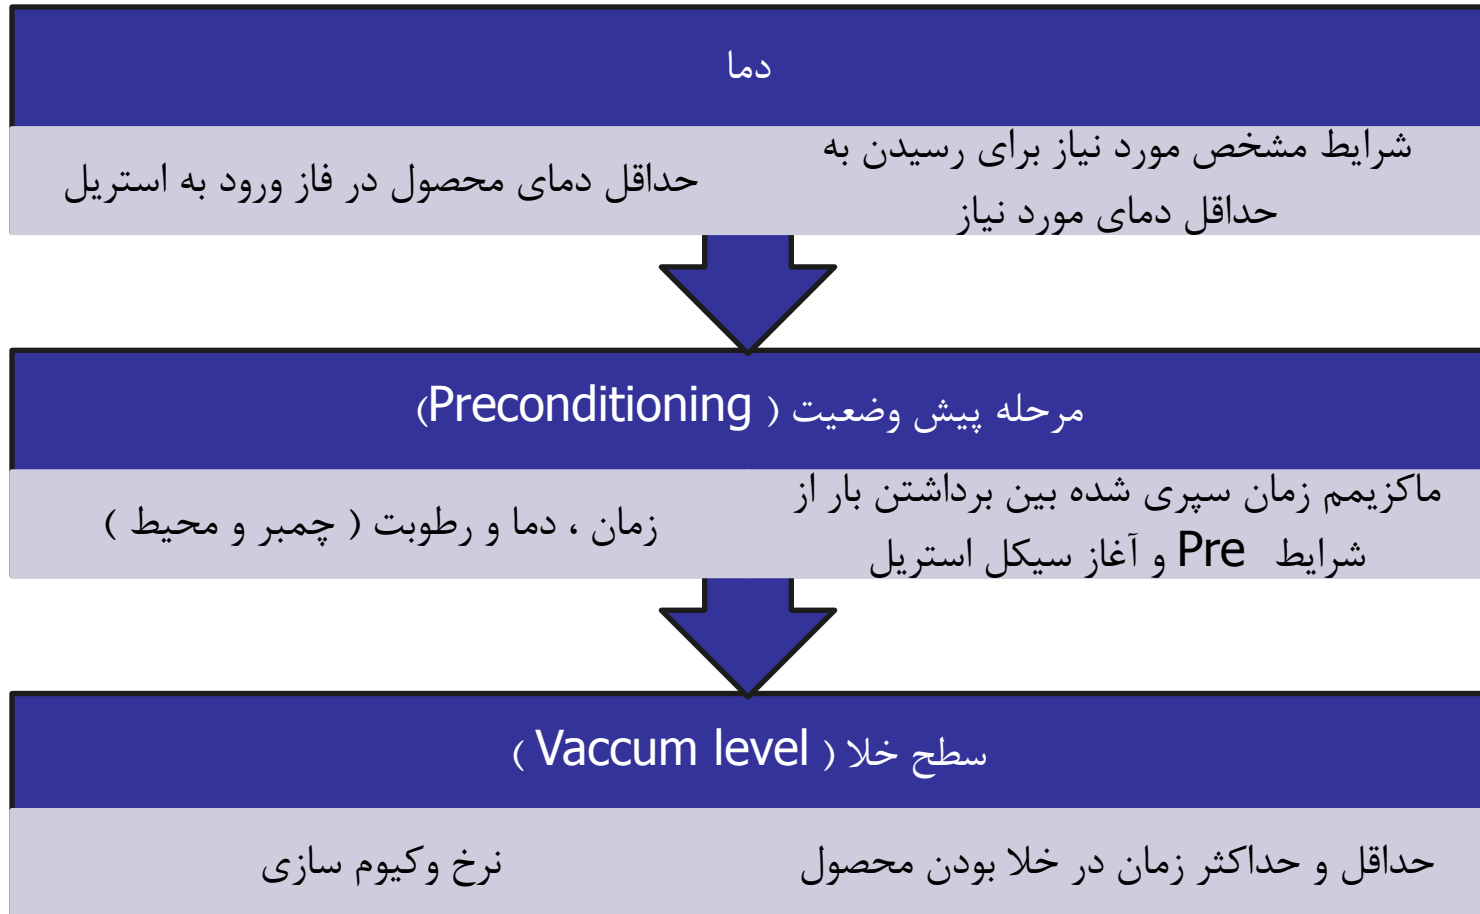 دما
شرایط مشخص مورد نیاز برای رسیدن به
حداقل دمای مورد نیاز
حداقل دمای محصول در فاز ورود به استریل
مرحله پیش وضعیت ( Preconditioning)
ماکزیمم زمان سپری شده بین برداشتن بار از
شرایط Pre و آغاز سیکل استریل
زمان ، دما و رطوبت ( چمبر و محیط )
سطح خلا ( Vaccum level )
حداقل و حداکثر زمان در خلا بودن محصول
نرخ وکیوم سازی